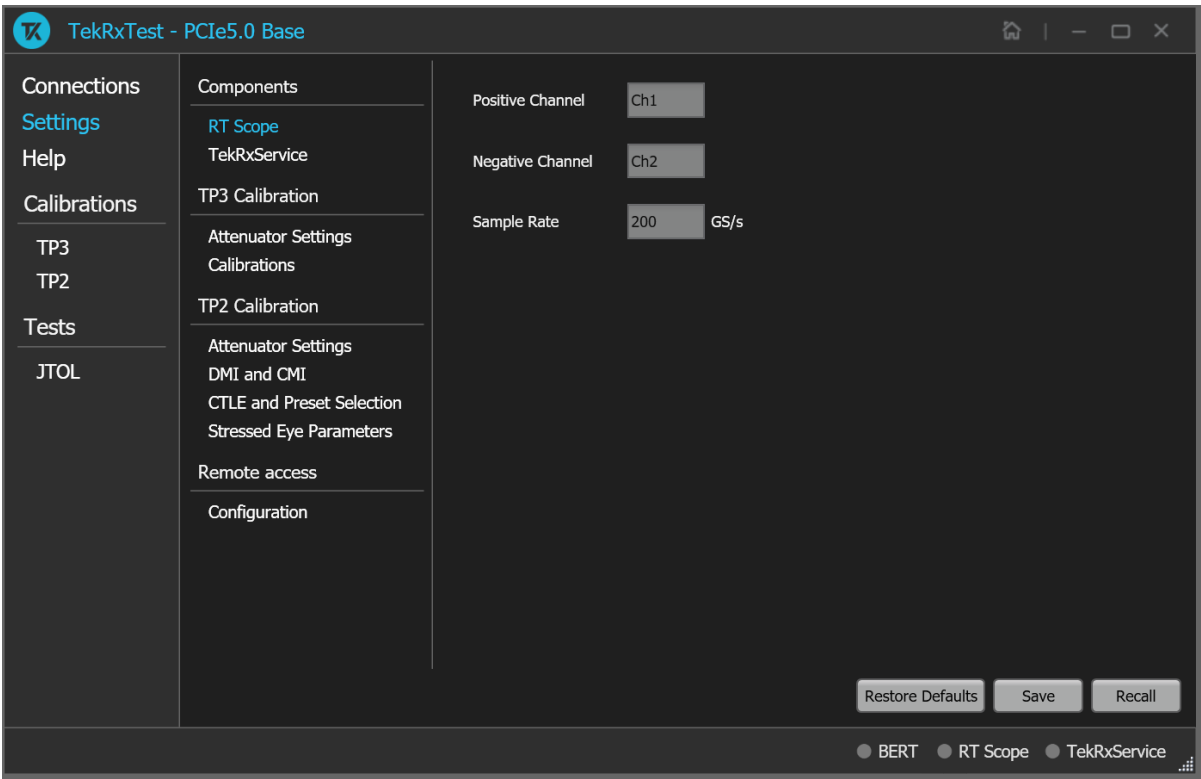 TekRxTest - PCIe5.0 Base
Connections
Settings
Help
Calibrations
TP3
TP2
Tests
JTOL
Components
RT Scope
TekRxService
TP3 Calibration
Attenuator Settings
Calibrations
TP2 Calibration
Attenuator Settings
DMI and CMI
CTLE and Preset Selection
Stressed Eye Parameters
Remote access
Configuration
Positive Channel Ch1
Negative Channel Ch2
Sample Rate 200 GS/s
Restore Defaults Save Recall
BERT RT Scope TekRxService